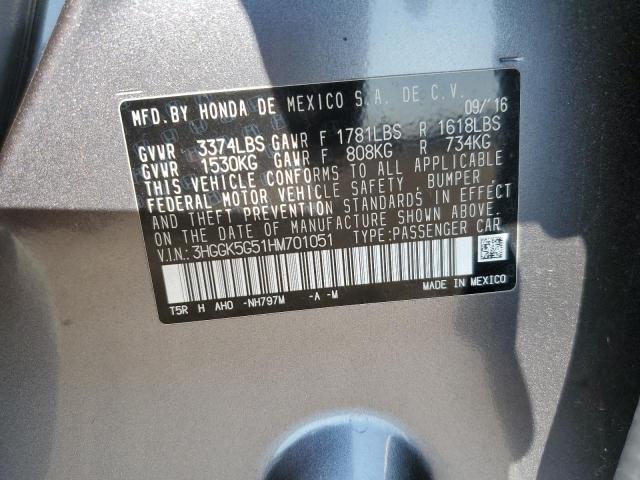 MFD.BY HONDA DE MEXICO S.A. DE C.V. 09/'16
GVWR 3374LBS GAWR F 1781LBS R 1618LBS
GVWR 1530KG GAWR F 808KG R 734KG
THIS VEHICLE CONFORMS TO ALL APPLICABLE
FEDERAL MOTOR VEHICLE SAFETY, BUMPER
AND THEFT PREVENTION STANDARDS IN EFFECT
ON THE DATE OF MANUFACTURE SHOWN ABOVE.
V.I.N.: 3HGGK5G51HM701051 TYPE:PASSENGER CAR
T5R H AHO -NH797M -A -M MADE IN MEXICO